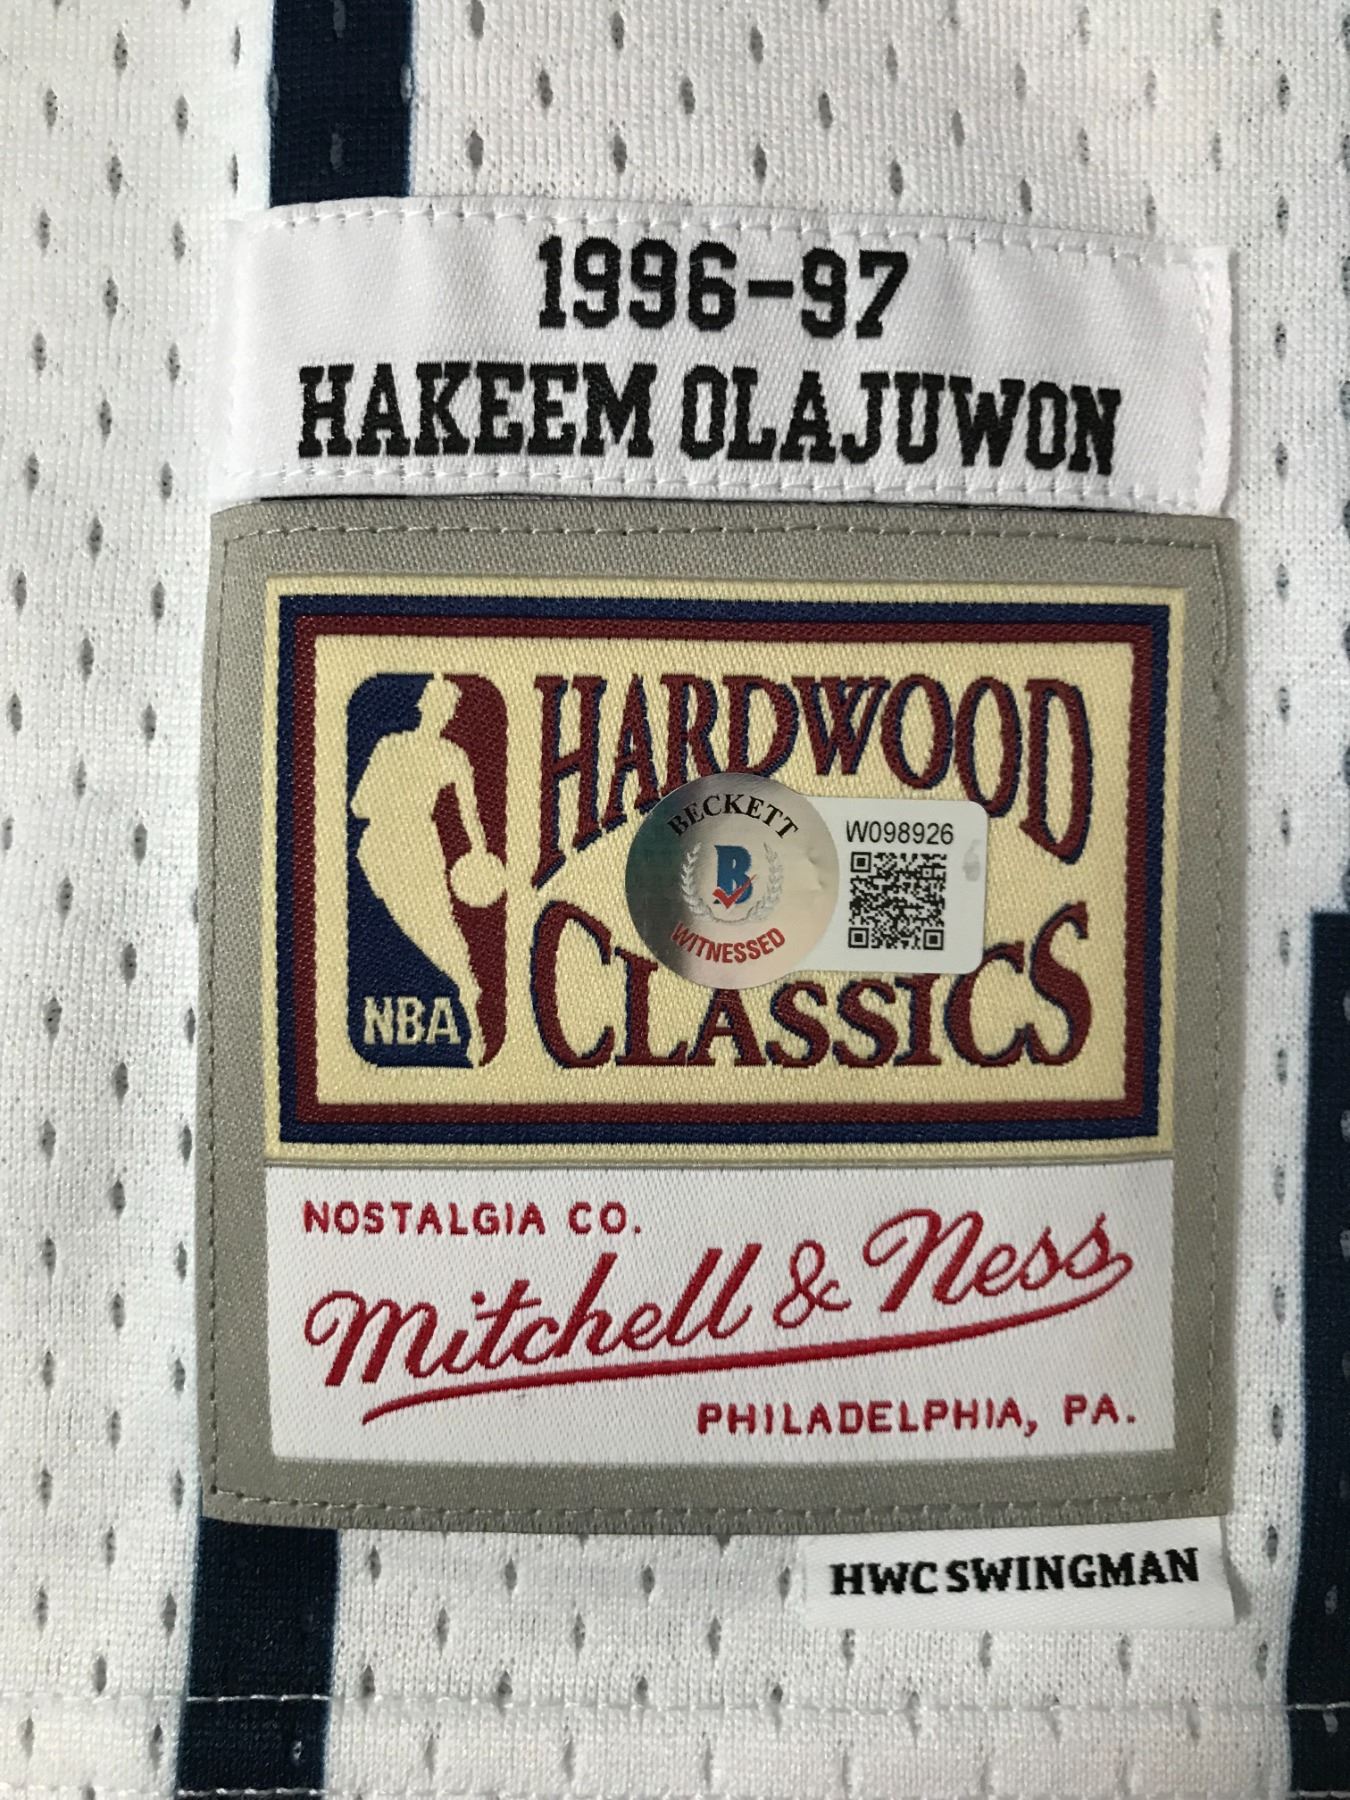 1996-97
HAKEEM OLAJUWON
HARDWOOD
BECKETT
W098926
B
WITNESSED
CLASSICS
NBA
NOSTALGIA CO.
Mitchell & Ness
PHILADELPHIA, PA.
HWC SWINGMAN